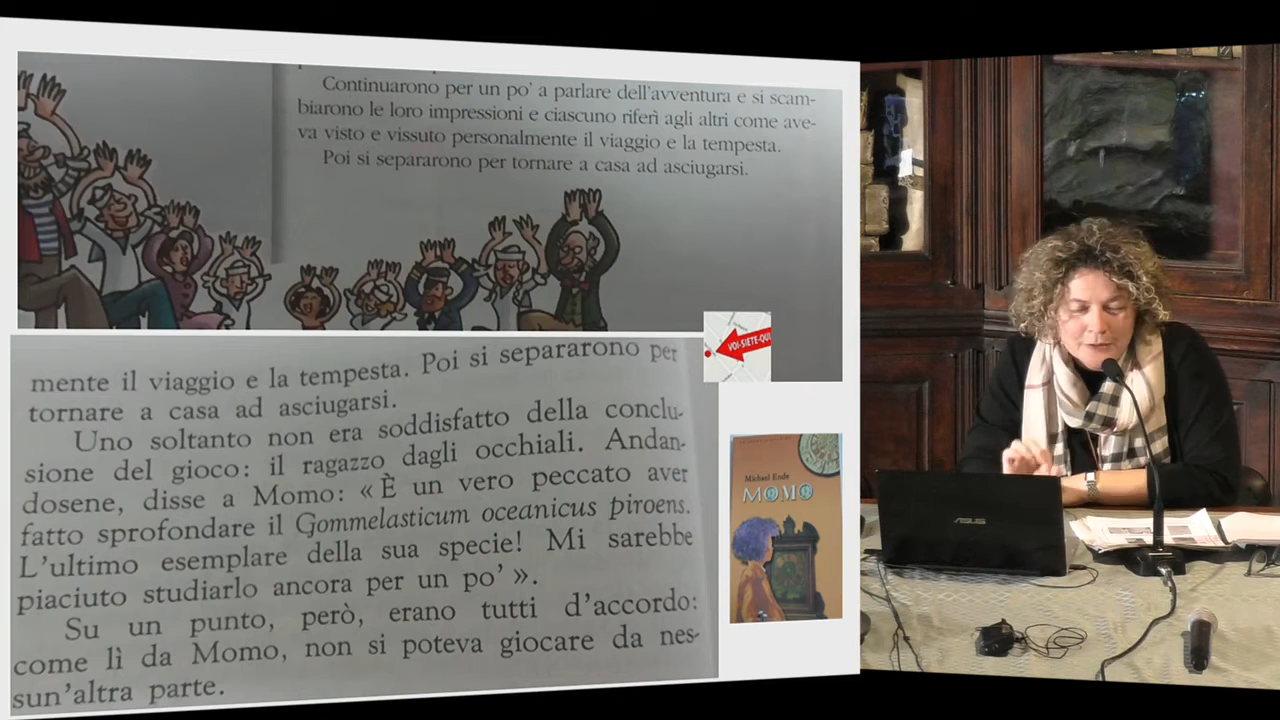 Continuarono per un po' a parlare dell'avventura e si scam-
biarono le loro impressioni e ciascuno riferì agli altri come ave-
va visto e vissuto personalmente il viaggio e la tempesta.
Poi si separarono per tornare a casa ad asciugarsi.
VOI-SIETE-QUI
mente il viaggio e la tempesta. Poi si separarono per
tornare a casa ad asciugarsi.
Uno soltanto non era soddisfatto della conclu-
sione del gioco: il ragazzo dagli occhiali. Andan-
dosene, disse a Momo: «È un vero peccato aver
fatto sprofondare il Gommelasticum oceanicus piroens.
L'ultimo esemplare della sua specie! Mi sarebbe
piaciuto studiarlo ancora per un po'».
Su un punto, però, erano tutti d'accordo:
come lì da Momo, non si poteva giocare da nes-
sun'altra parte.
Michael Ende
MOMO
ASUS